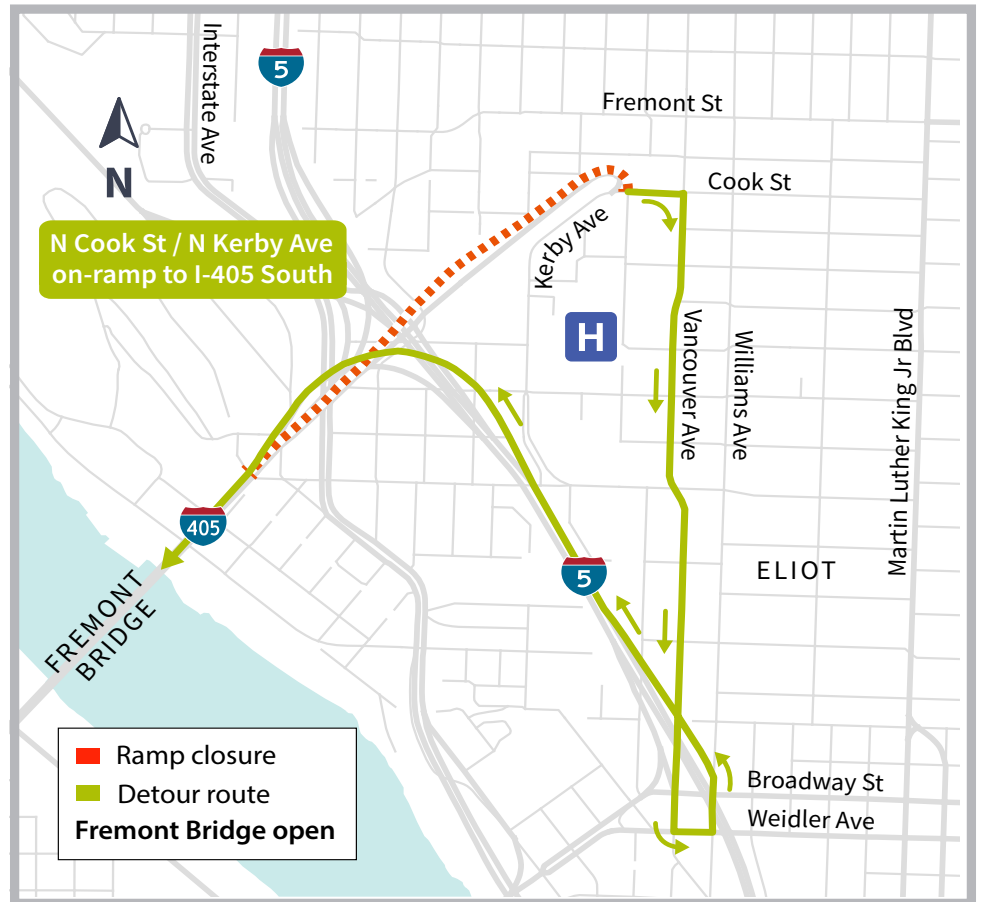 Interstate Ave
5
Fremont St
N
Cook St
N Cook St / N Kerby Ave
on-ramp to I-405 South
Kerby Ave
H
Vancouver Ave
Williams Ave
Martin Luther King Jr Blvd
405
5
ELIOT
FREMONT
BRIDGE
Ramp closure
Detour route
Fremont Bridge open
Broadway St
Weidler Ave